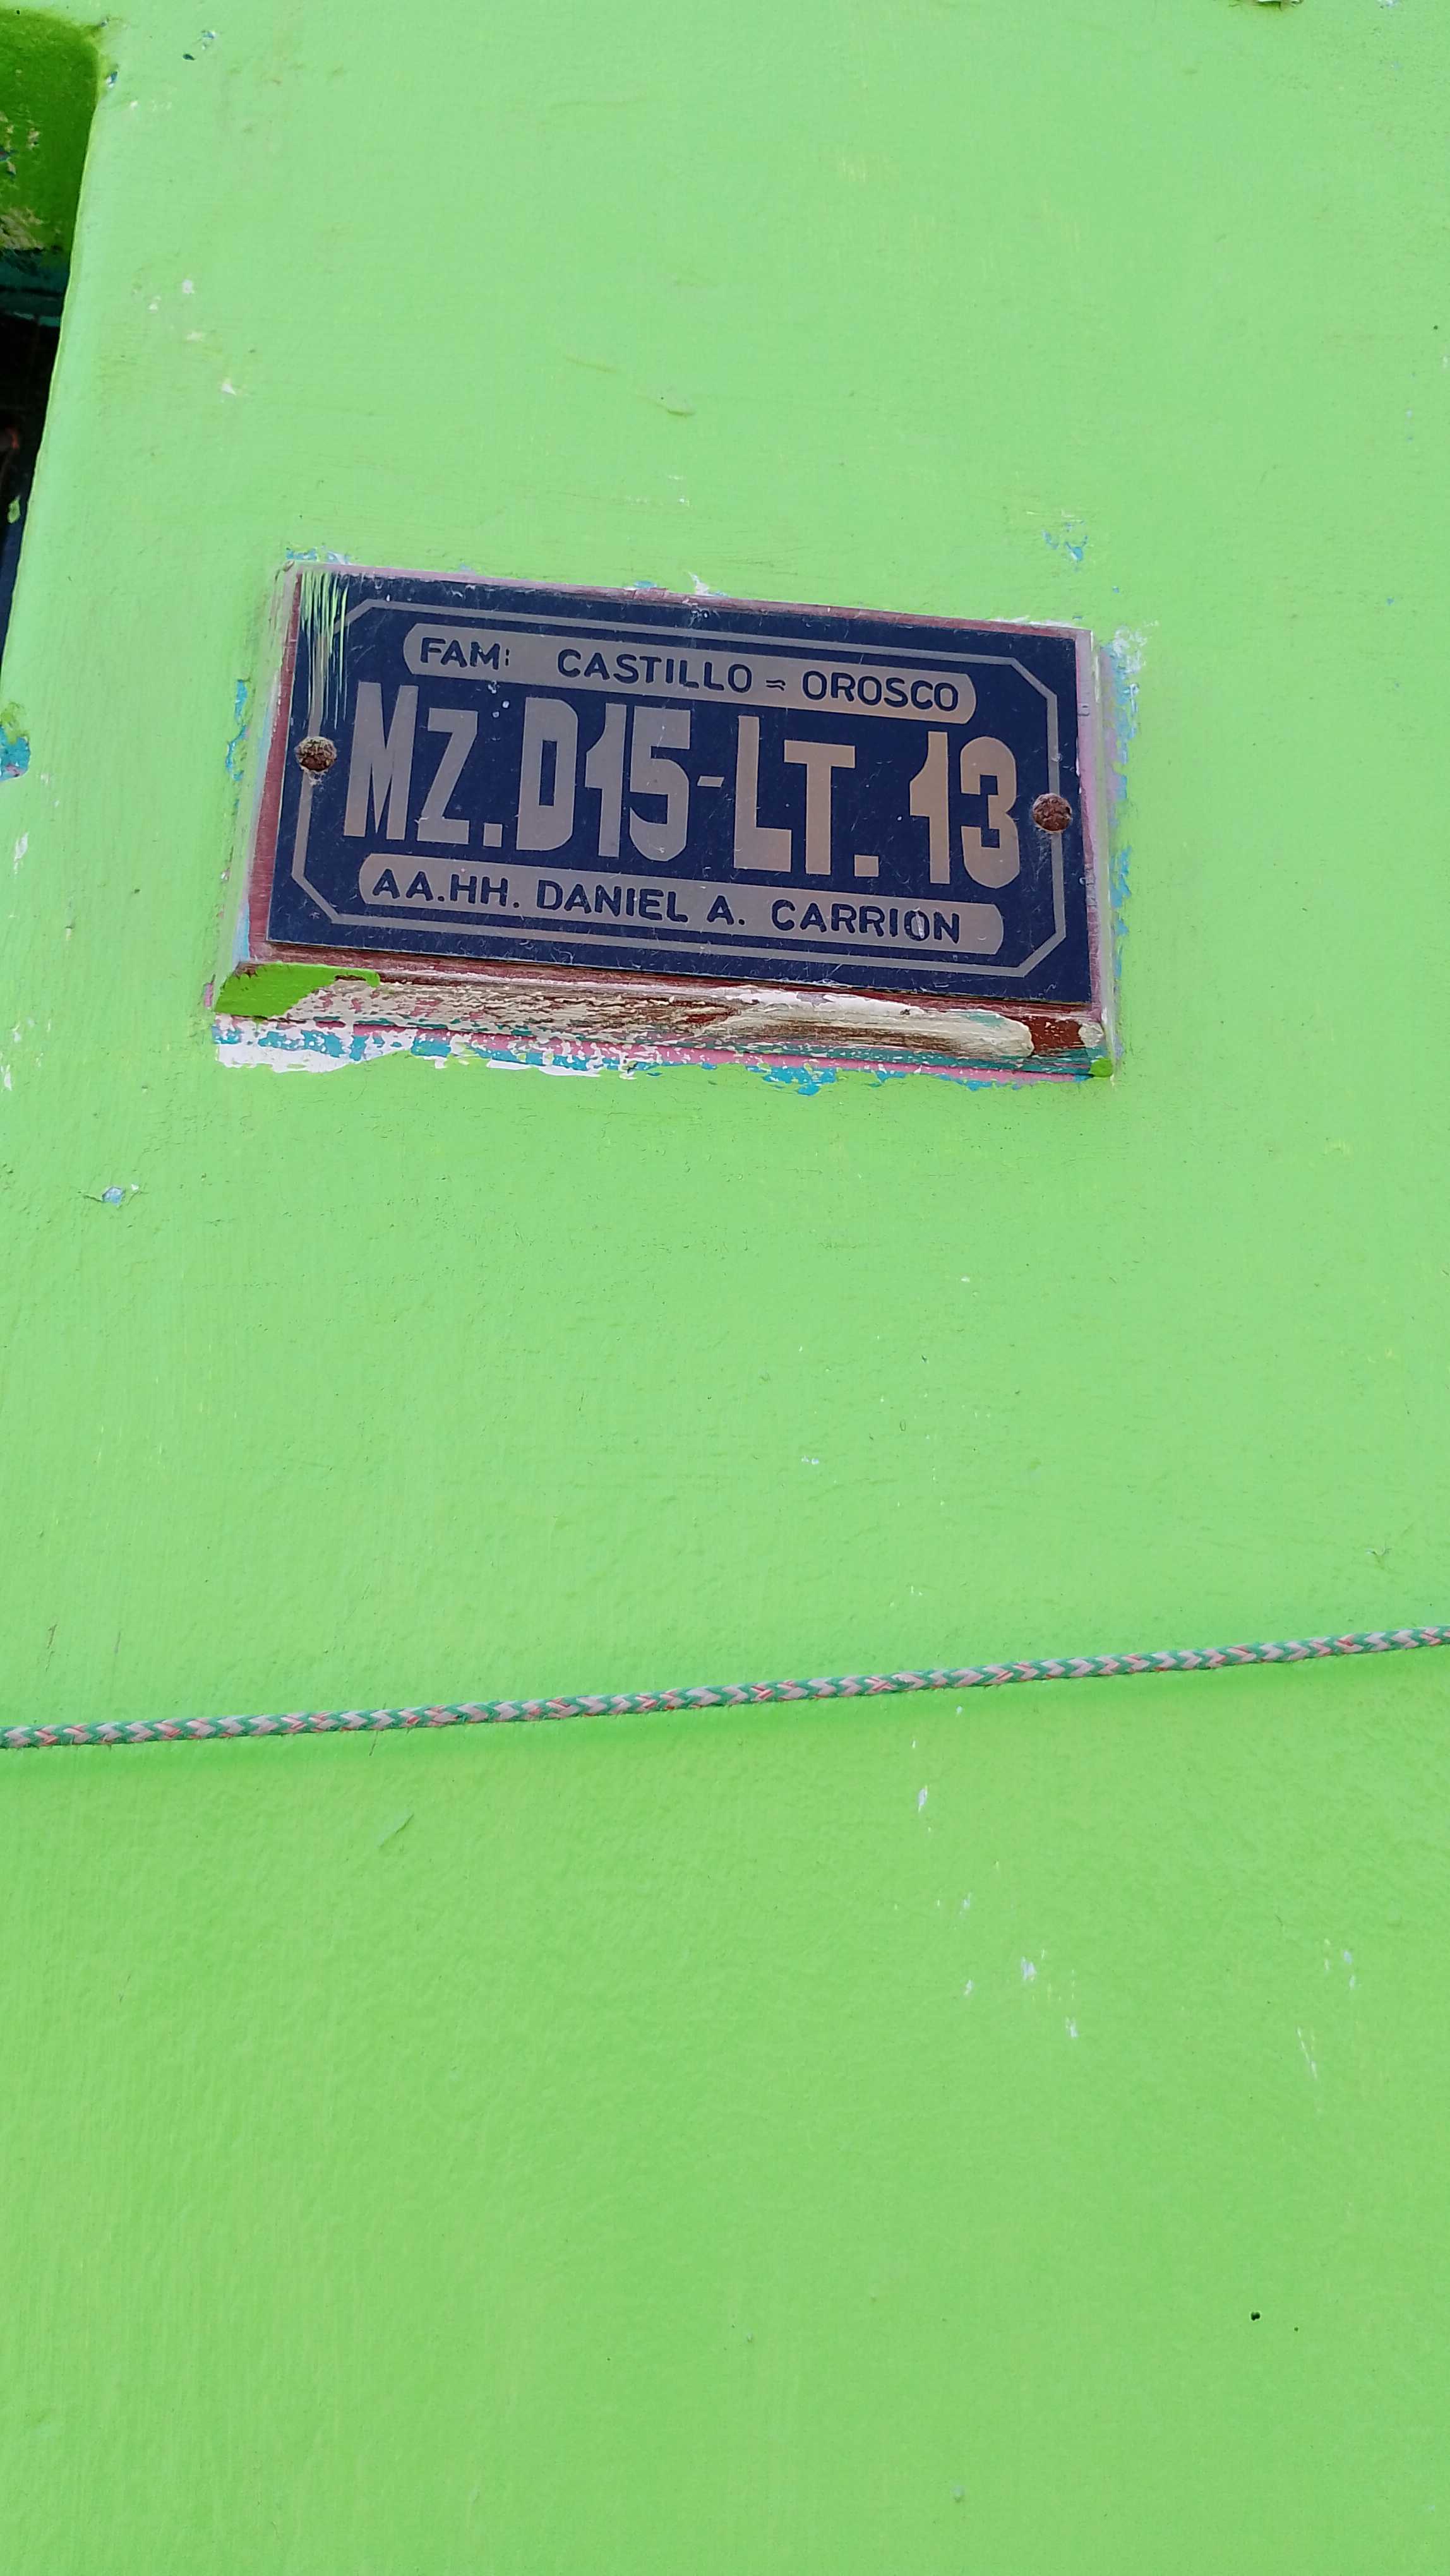 FAM: CASTILLO ≈ OROSCO
MZ.D15-LT. 13
AA.HH. DANIEL A. CARRION